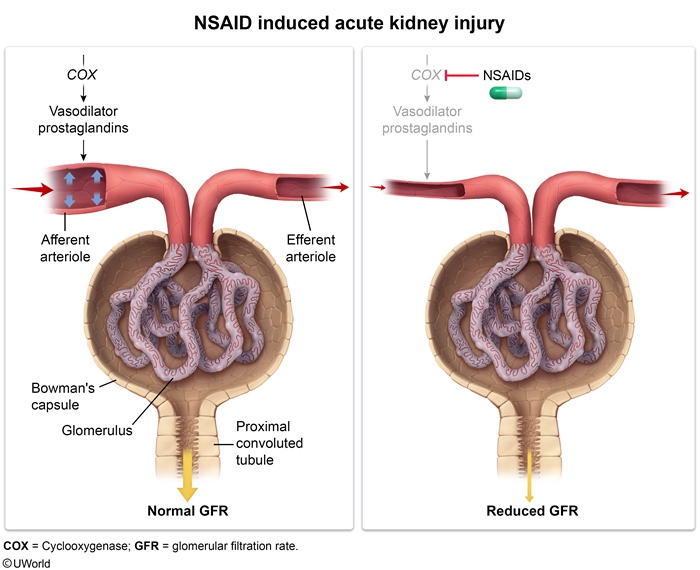 NSAID induced acute kidney injury
COX
Vasodilator
prostaglandins
Afferent
arteriole
Efferent
arteriole
Bowman's
capsule
Glomerulus
Proximal
convoluted
tubule
Normal GFR
COX
NSAIDs
Vasodilator
prostaglandins
Reduced GFR
COX = Cyclooxygenase; GFR = glomerular filtration rate.
©UWorld